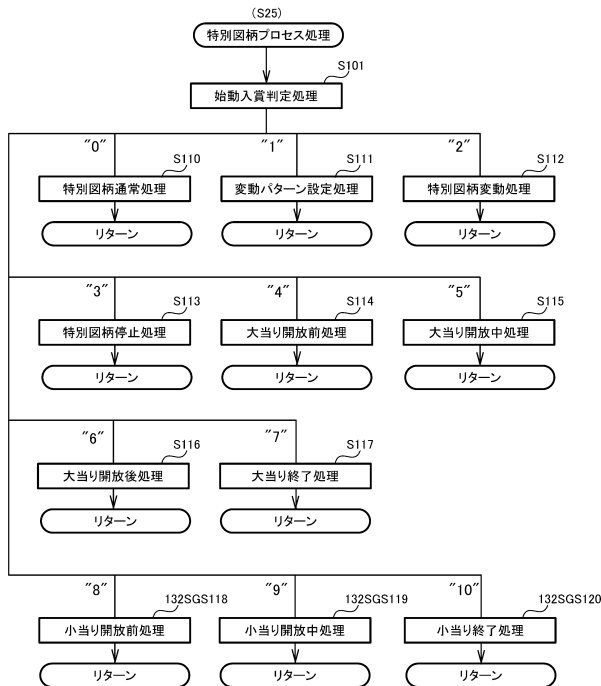 (S25)
特別図柄プロセス処理
S101
始動入賞判定処理
"0"
"1"
"2"
S110
S111
S112
特別図柄通常処理
変動パターン設定処理
特別図柄変動処理
リターン
リターン
リターン
"3"
"4"
"5"
S113
S114
S115
特別図柄停止処理
大当り開放前処理
大当り開放中処理
リターン
リターン
リターン
"6"
"7"
S116
S117
大当り開放後処理
大当り終了処理
リターン
リターン
"8"
"9"
"10"
132SGS118
132SGS119
132SGS120
小当り開放前処理
小当り開放中処理
小当り終了処理
リターン
リターン
リターン